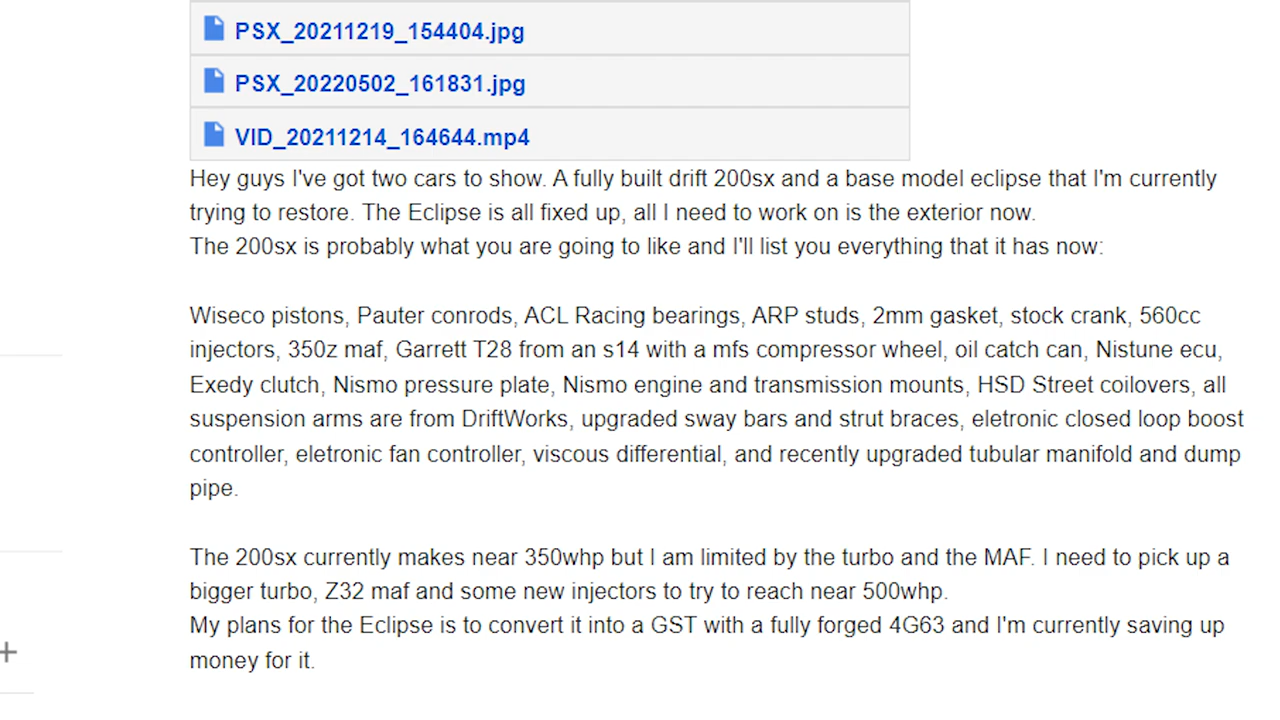 PSX_20211219_154404.jpg
PSX_20220502_161831.jpg
VID_20211214_164644.mp4
Hey guys I've got two cars to show. A fully built drift 200sx and a base model eclipse that I'm currently
trying to restore. The Eclipse is all fixed up, all I need to work on is the exterior now.
The 200sx is probably what you are going to like and I'll list you everything that it has now:
Wiseco pistons, Pauter conrods, ACL Racing bearings, ARP studs, 2mm gasket, stock crank, 560cc
injectors, 350z maf, Garrett T28 from an s14 with a mfs compressor wheel, oil catch can, Nistune ecu,
Exedy clutch, Nismo pressure plate, Nismo engine and transmission mounts, HSD Street coilovers, all
suspension arms are from DriftWorks, upgraded sway bars and strut braces, eletronic closed loop boost
controller, eletronic fan controller, viscous differential, and recently upgraded tubular manifold and dump
pipe.
The 200sx currently makes near 350whp but I am limited by the turbo and the MAF. I need to pick up a
bigger turbo, Z32 maf and some new injectors to try to reach near 500whp.
My plans for the Eclipse is to convert it into a GST with a fully forged 4G63 and I'm currently saving up
money for it.